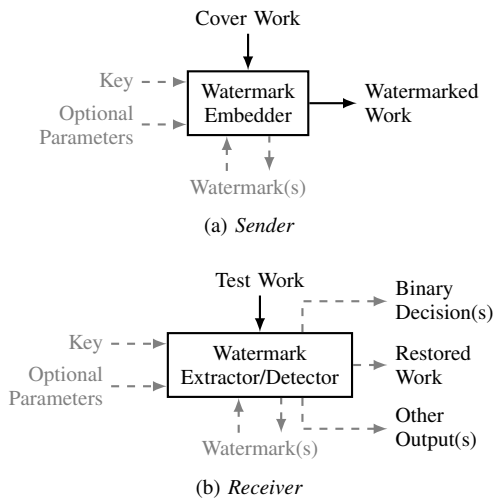 Cover Work
Key
Optional
Parameters
Watermark
Embedder
Watermarked
Work
Watermark(s)
(a) Sender
Test Work
Key
Optional
Parameters
Watermark
Extractor/Detector
Binary
Decision(s)
Restored
Work
Other
Output(s)
Watermark(s)
(b) Receiver